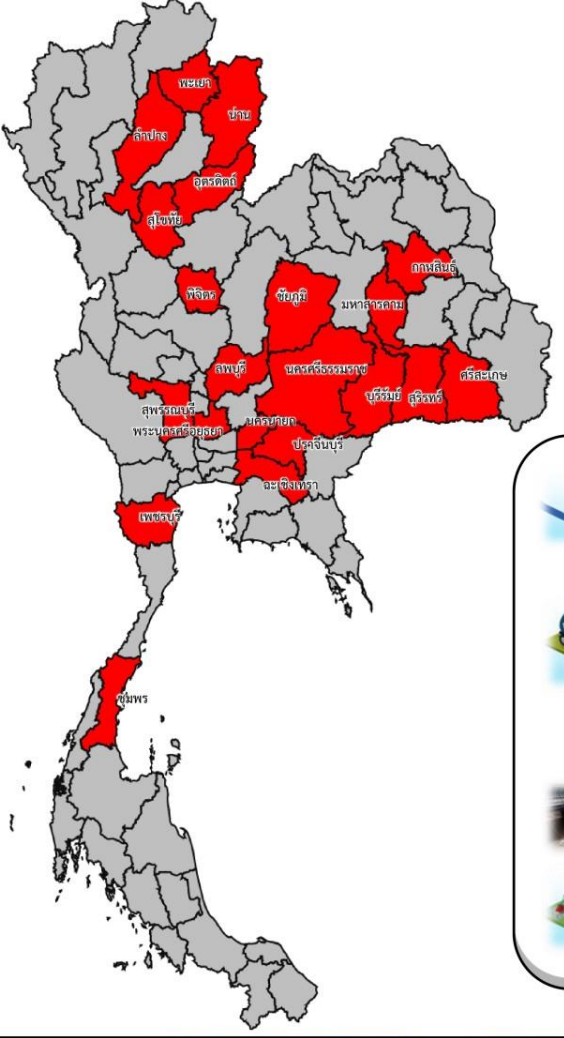 พะเยา
น่าน
ลำปาง
อุตรดิตถ์
สุโขทัย
กาฬสินธุ์
พิจิตร
ชัยภูมิ
มหาสารคาม
ลพบุรี
นครศรีธรรมราช
ศรีสะเกษ
บุรีรัมย์
สุรินทร์
สุพรรณบุรี
นครนายก
พระนครศรีอยุธยา
ปราจีนบุรี
ฉะเชิงเทรา
เพชรบุรี
ชุมพร